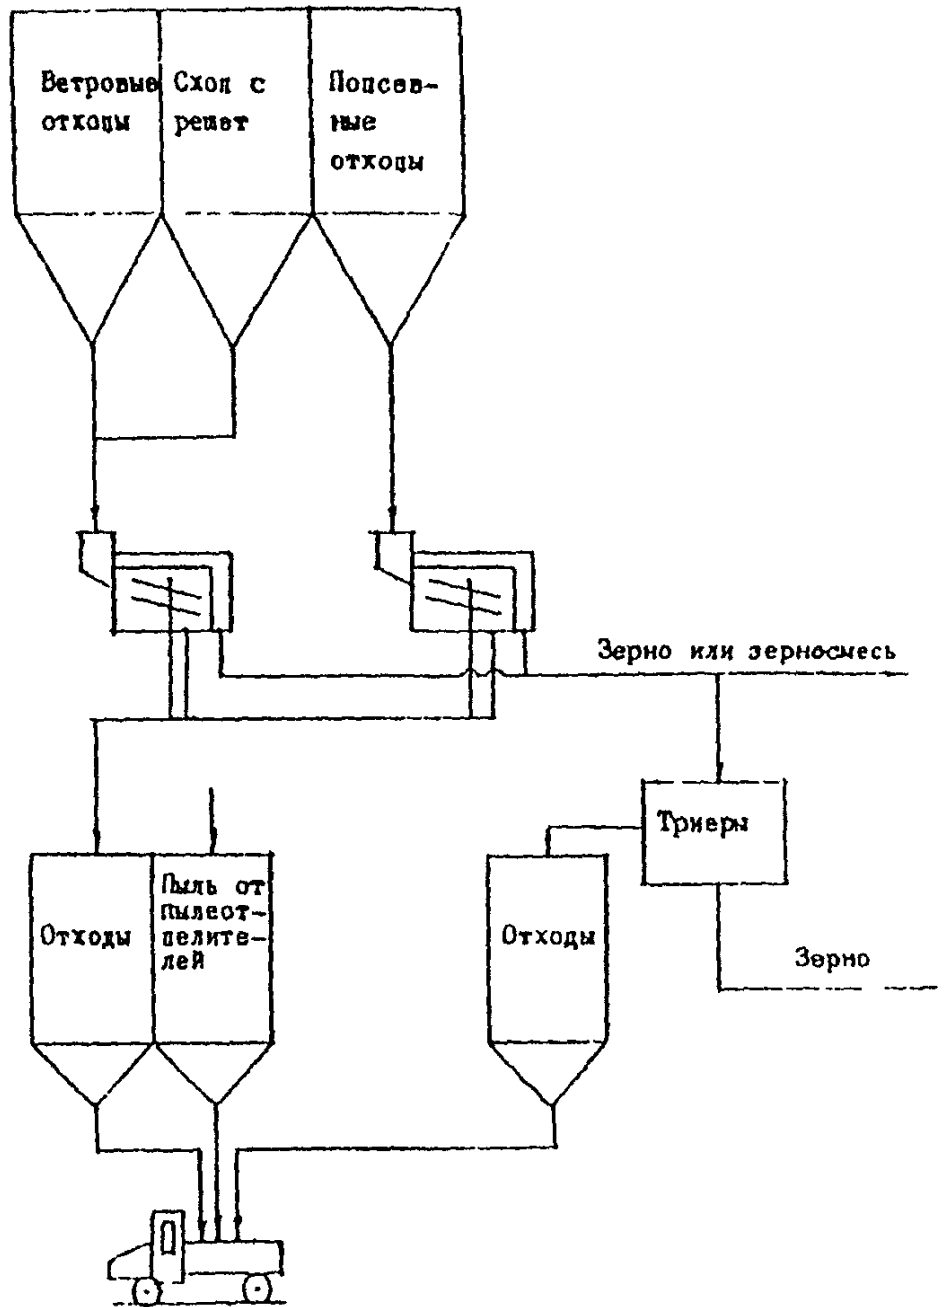 Ветровые
отходы
Сход с
решет
Подсев-
ные
отходы
Зерно или зерносмесь
Триеры
Пыль от
пылеот-
делите-
лей
Отходы
Отходы
Зерно